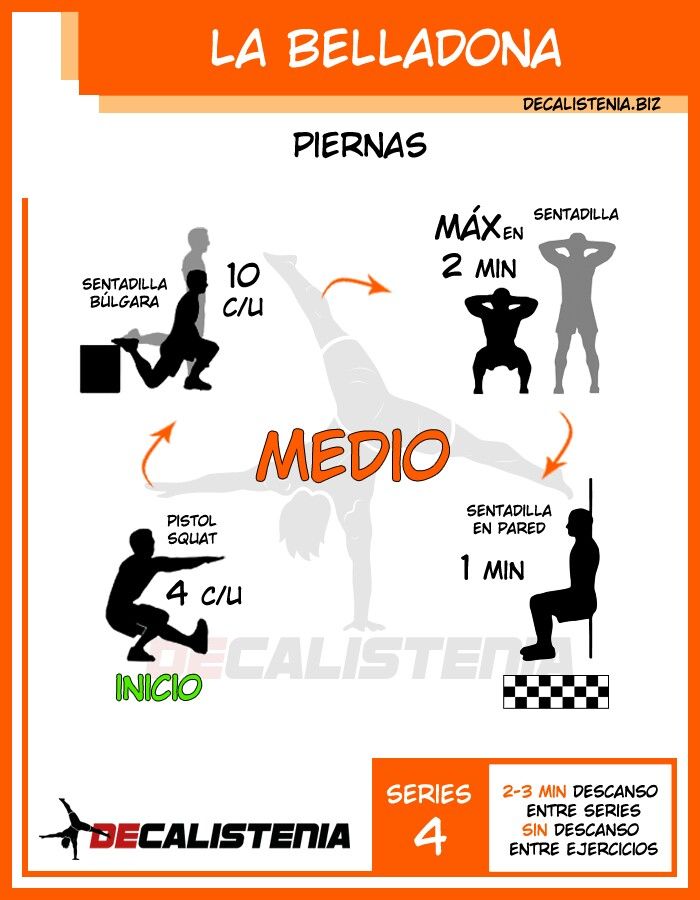 LA BELLADONA
DECALISTENIA.BIZ
PIERNAS
SENTADILLA
BÚLGARA
10
C/U
MÁX EN
2 MIN
SENTADILLA
MEDIO
PISTOL
SQUAT
4 C/U
INICIO
SENTADILLA
EN PARED
1 MIN
DECALISTENIA
DECALISTENIA
SERIES
4
2-3 MIN DESCANSO
ENTRE SERIES
SIN DESCANSO
ENTRE EJERCICIOS